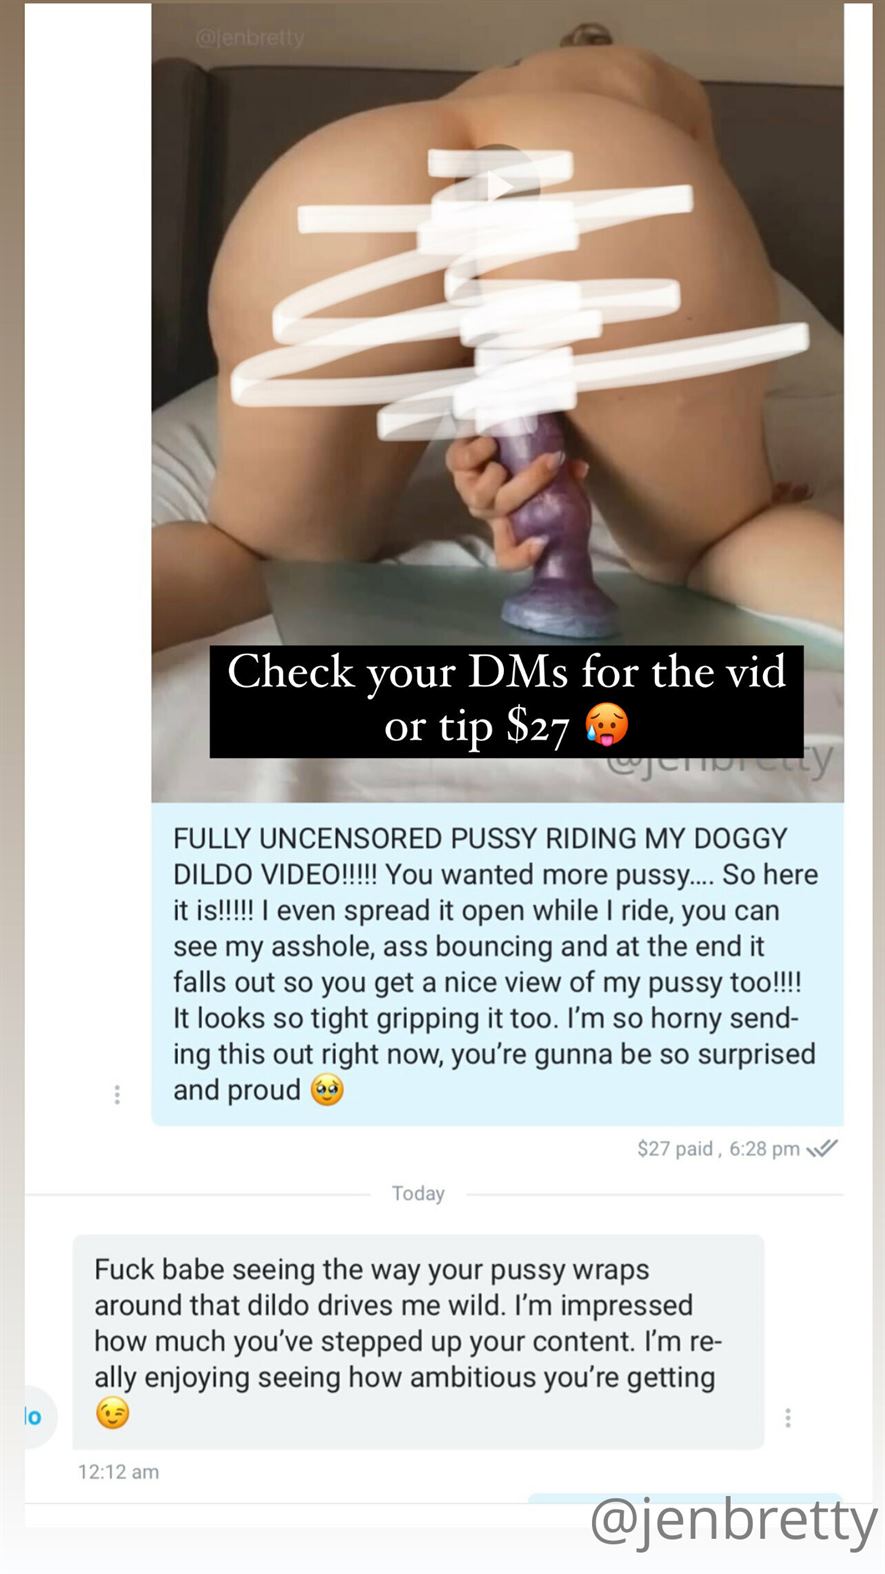 @jenbretty
Check your DMs for the vid
or tip $27 🥵
@jenbretty
FULLY UNCENSORED PUSSY RIDING MY DOGGY
DILDO VIDEO!!!!! You wanted more pussy.... So here
it is!!!!! I even spread it open while I ride, you can
see my asshole, ass bouncing and at the end it
falls out so you get a nice view of my pussy too!!!!
It looks so tight gripping it too. I'm so horny send-
ing this out right now, you're gunna be so surprised
and proud 🥹
$27 paid , 6:28 pm
Today
Fuck babe seeing the way your pussy wraps
around that dildo drives me wild. I'm impressed
how much you've stepped up your content. I'm re-
ally enjoying seeing how ambitious you're getting
😉
lo
12:12 am
@jenbretty